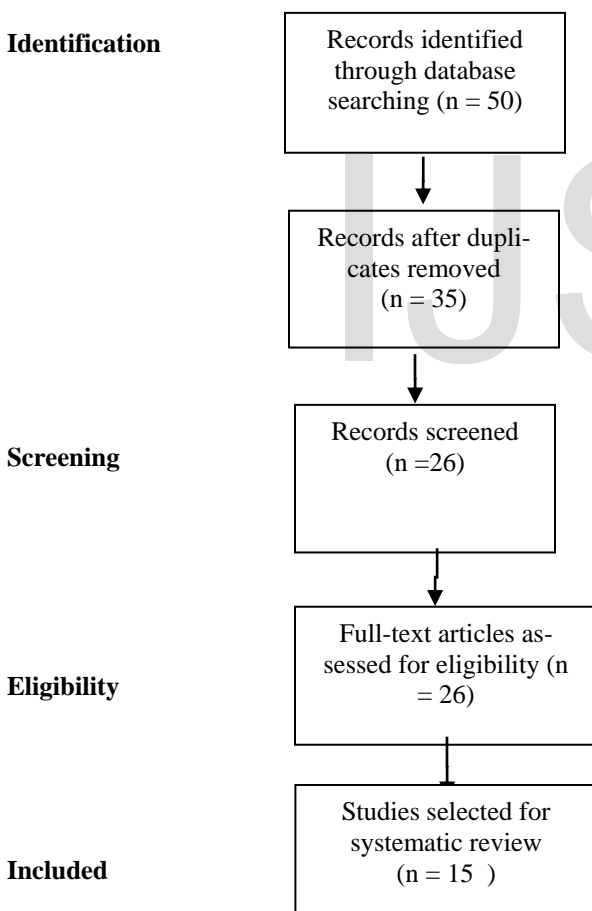 Identification
Records identified
through database
searching (n = 50)
IJS
Records after dupli-
cates removed
(n = 35)
Screening
Records screened
(n =26)
Eligibility
Full-text articles as-
sessed for eligibility (n
= 26)
Included
Studies selected for
systematic review
(n = 15  )